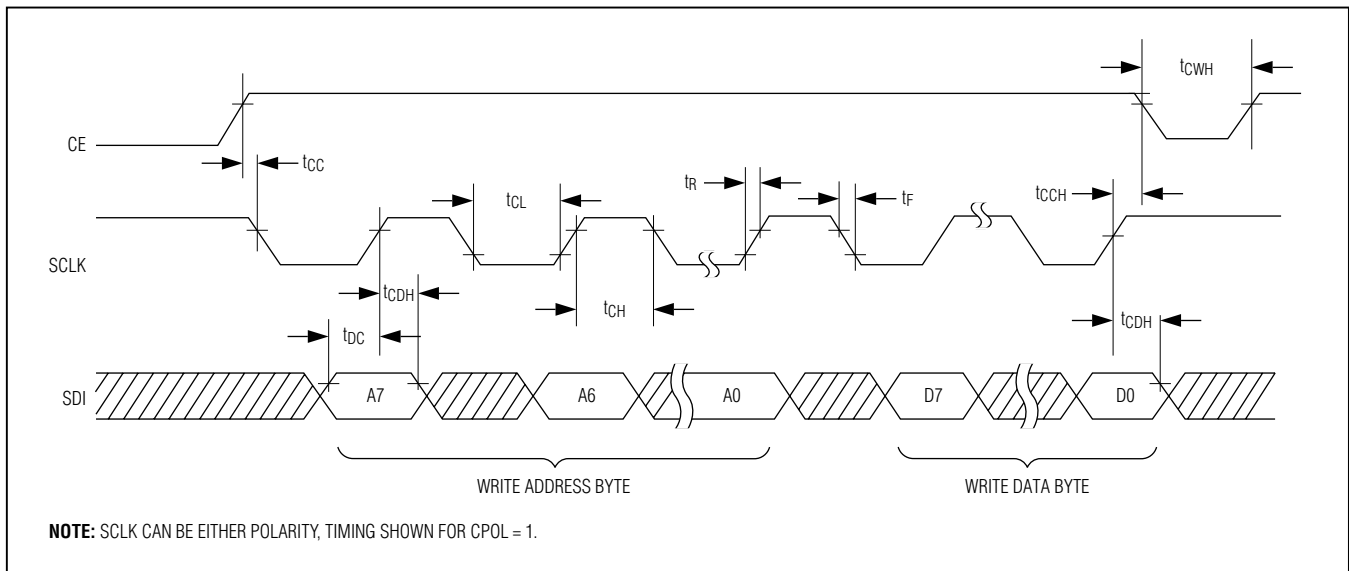 tCWH
CE
tCC
tR
tF
tCCH
tCL
SCLK
tCDH
tCH
tCDH
tDC
SDI
A7
A6
A0
D7
D0
WRITE ADDRESS BYTE
WRITE DATA BYTE
NOTE: SCLK CAN BE EITHER POLARITY, TIMING SHOWN FOR CPOL = 1.